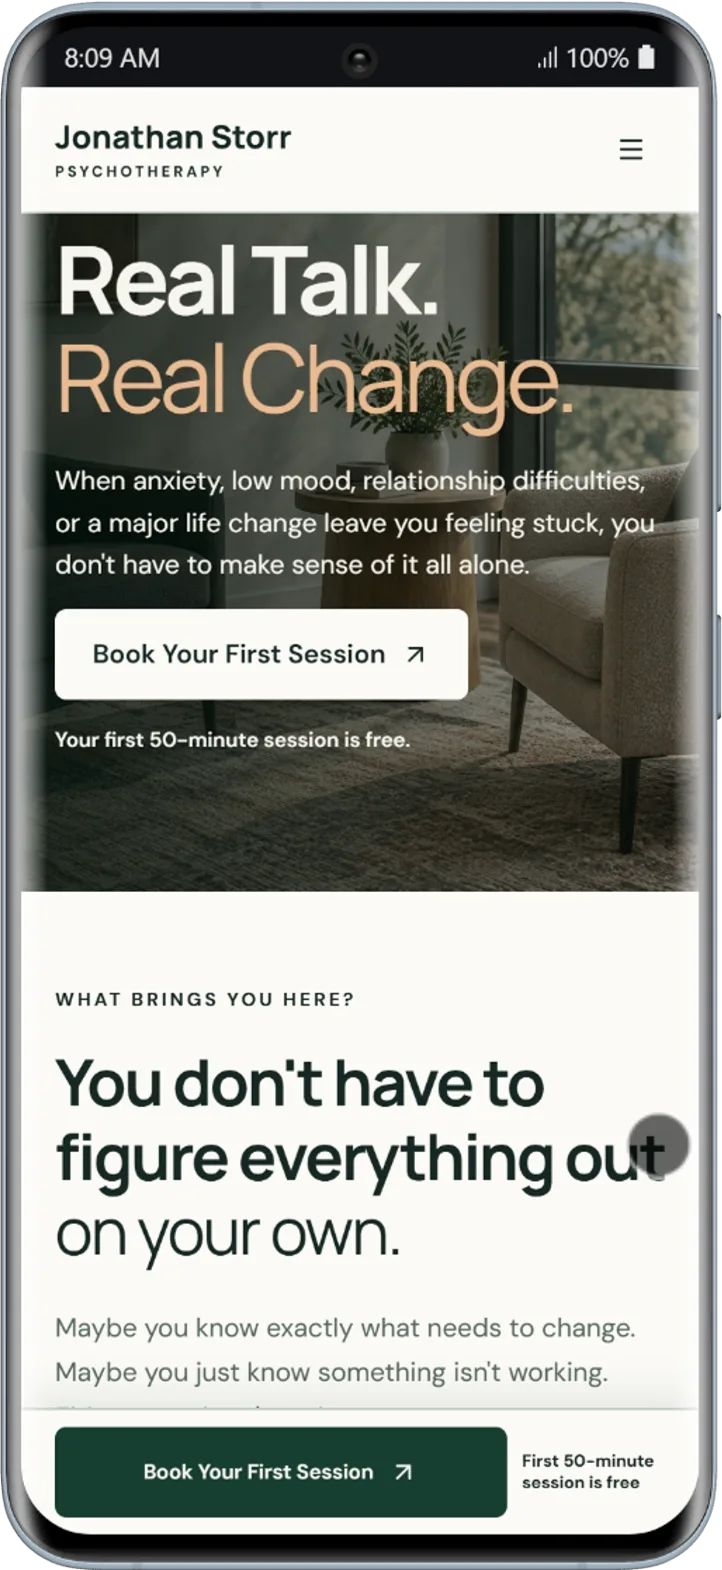 8:09 AM
100%
Jonathan Storr
PSYCHOTHERAPY
Real Talk.
Real Change.
When anxiety, low mood, relationship difficulties,
or a major life change leave you feeling stuck, you
don't have to make sense of it all alone.
Book Your First Session
Your first 50-minute session is free.
WHAT BRINGS YOU HERE?
You don't have to
figure everything out
on your own.
Maybe you know exactly what needs to change.
Maybe you just know something isn't working.
Book Your First Session
First 50-minute
session is free